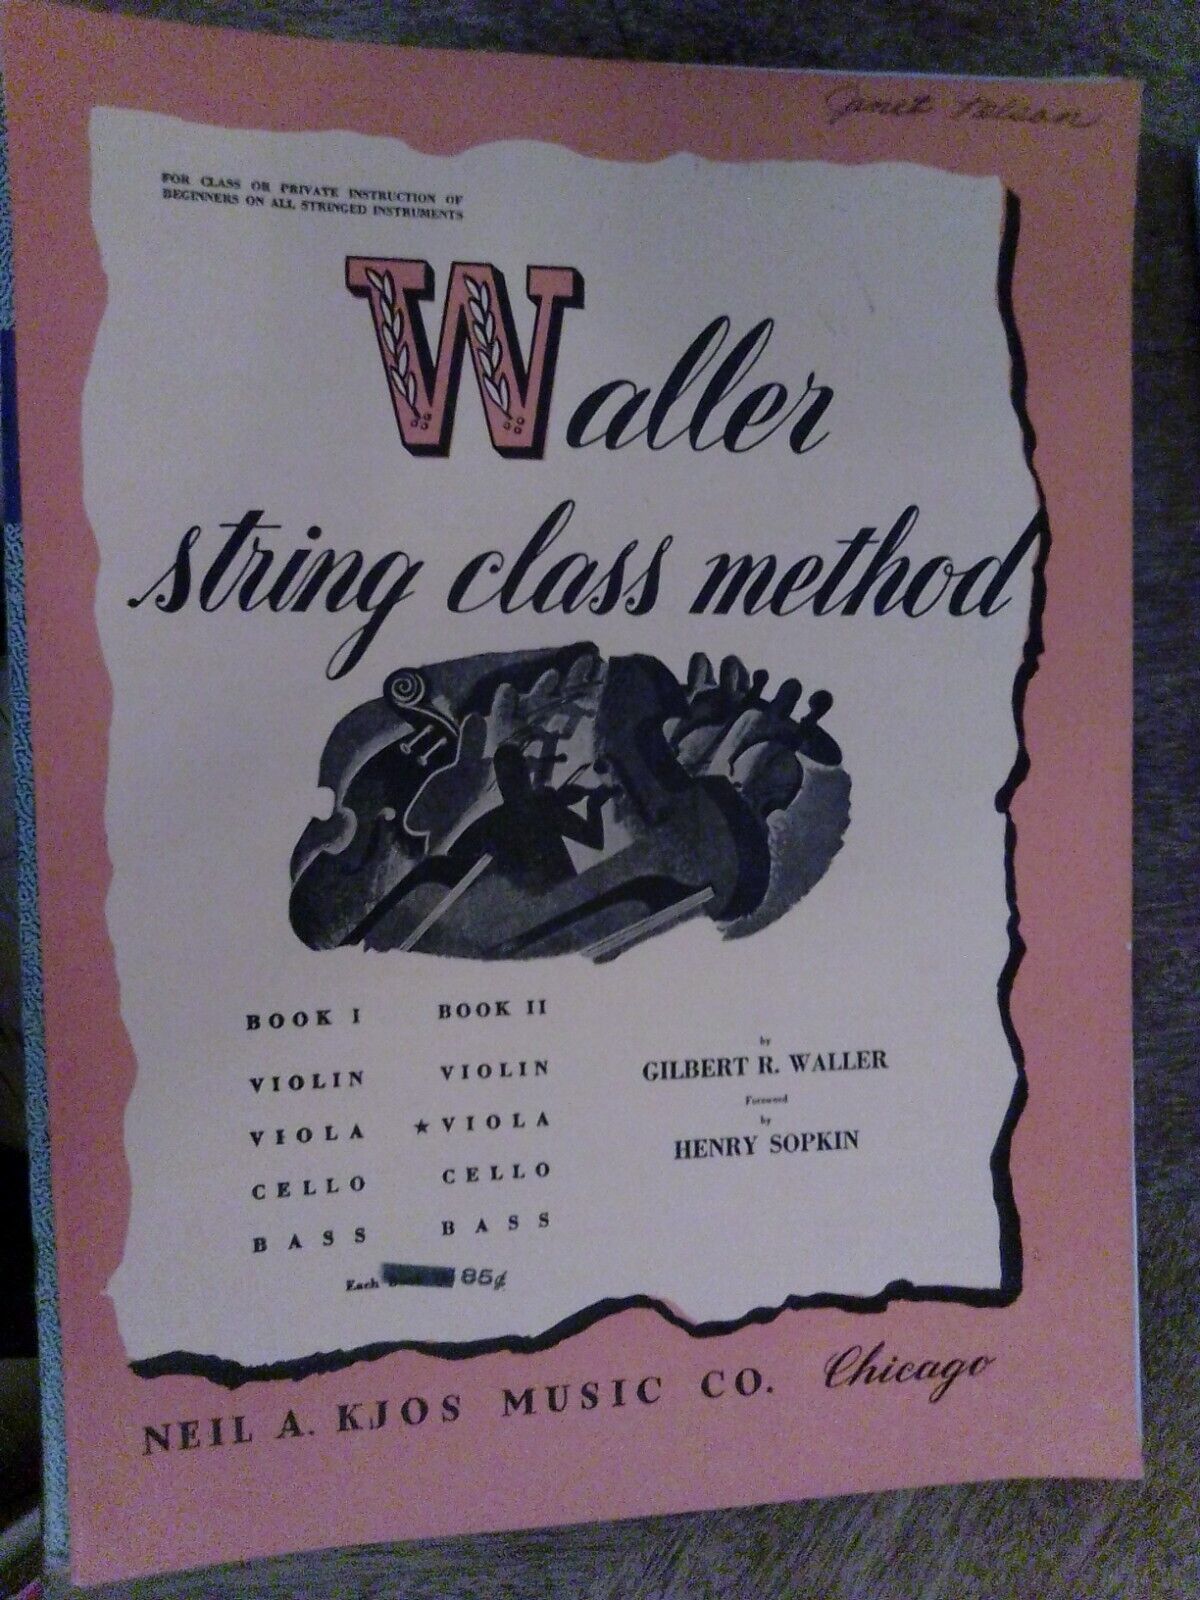 Janet
FOR CLASS OR PRIVATE INSTRUCTION OF
BEGINNERS ON ALL STRINGED INSTRUMENTS
Waller
string class method
BOOK I BOOK II
VIOLIN VIOLIN
VIOLA ★ VIOLA
CELLO CELLO
BASS BASS
by
GILBERT R. WALLER
Foreword
by
HENRY SOPKIN
Each 85¢
NEIL A. KJOS MUSIC CO. Chicago